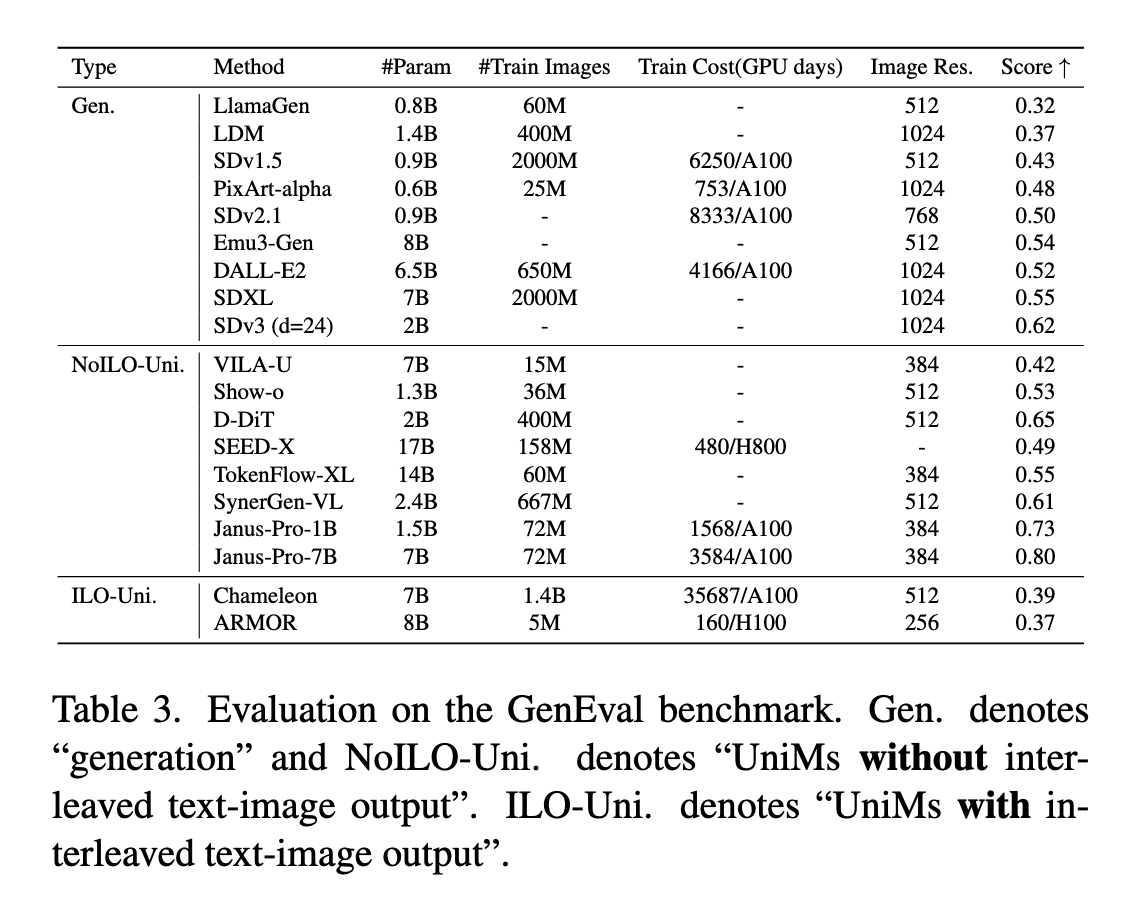 Type Method #Param #Train Images Train Cost(GPU days) Image Res. Score ↑
Gen. LlamaGen 0.8B 60M - 512 0.32
LDM 1.4B 400M - 1024 0.37
SDv1.5 0.9B 2000M 6250/A100 512 0.43
PixArt-alpha 0.6B 25M 753/A100 1024 0.48
SDv2.1 0.9B - 8333/A100 768 0.50
Emu3-Gen 8B - - 512 0.54
DALL-E2 6.5B 650M 4166/A100 1024 0.52
SDXL 7B 2000M - 1024 0.55
SDv3 (d=24) 2B - - 1024 0.62
NoILO-Uni. VILA-U 7B 15M - 384 0.42
Show-o 1.3B 36M - 512 0.53
D-DiT 2B 400M - 512 0.65
SEED-X 17B 158M 480/H800 - 0.49
TokenFlow-XL 14B 60M - 384 0.55
SynerGen-VL 2.4B 667M - 512 0.61
Janus-Pro-1B 1.5B 72M 1568/A100 384 0.73
Janus-Pro-7B 7B 72M 3584/A100 384 0.80
ILO-Uni. Chameleon 7B 1.4B 35687/A100 512 0.39
ARMOR 8B 5M 160/H100 256 0.37
Table 3. Evaluation on the GenEval benchmark. Gen. denotes
“generation” and NoILO-Uni. denotes “UniMs without inter-
leaved text-image output”. ILO-Uni. denotes “UniMs with in-
terleaved text-image output”.